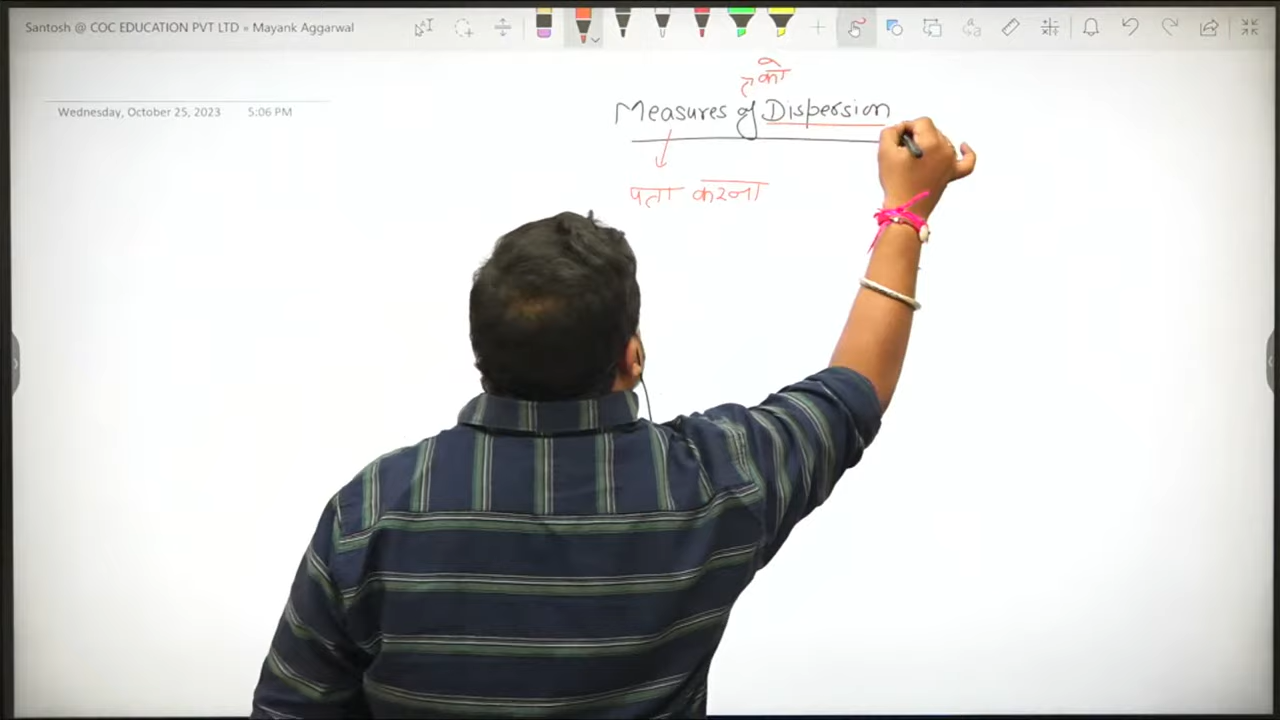 Santosh @ COC EDUCATION PVT LTD » Mayank Aggarwal
Wednesday, October 25, 2023 5:06 PM
को
Measures of Dispersion
पता करना